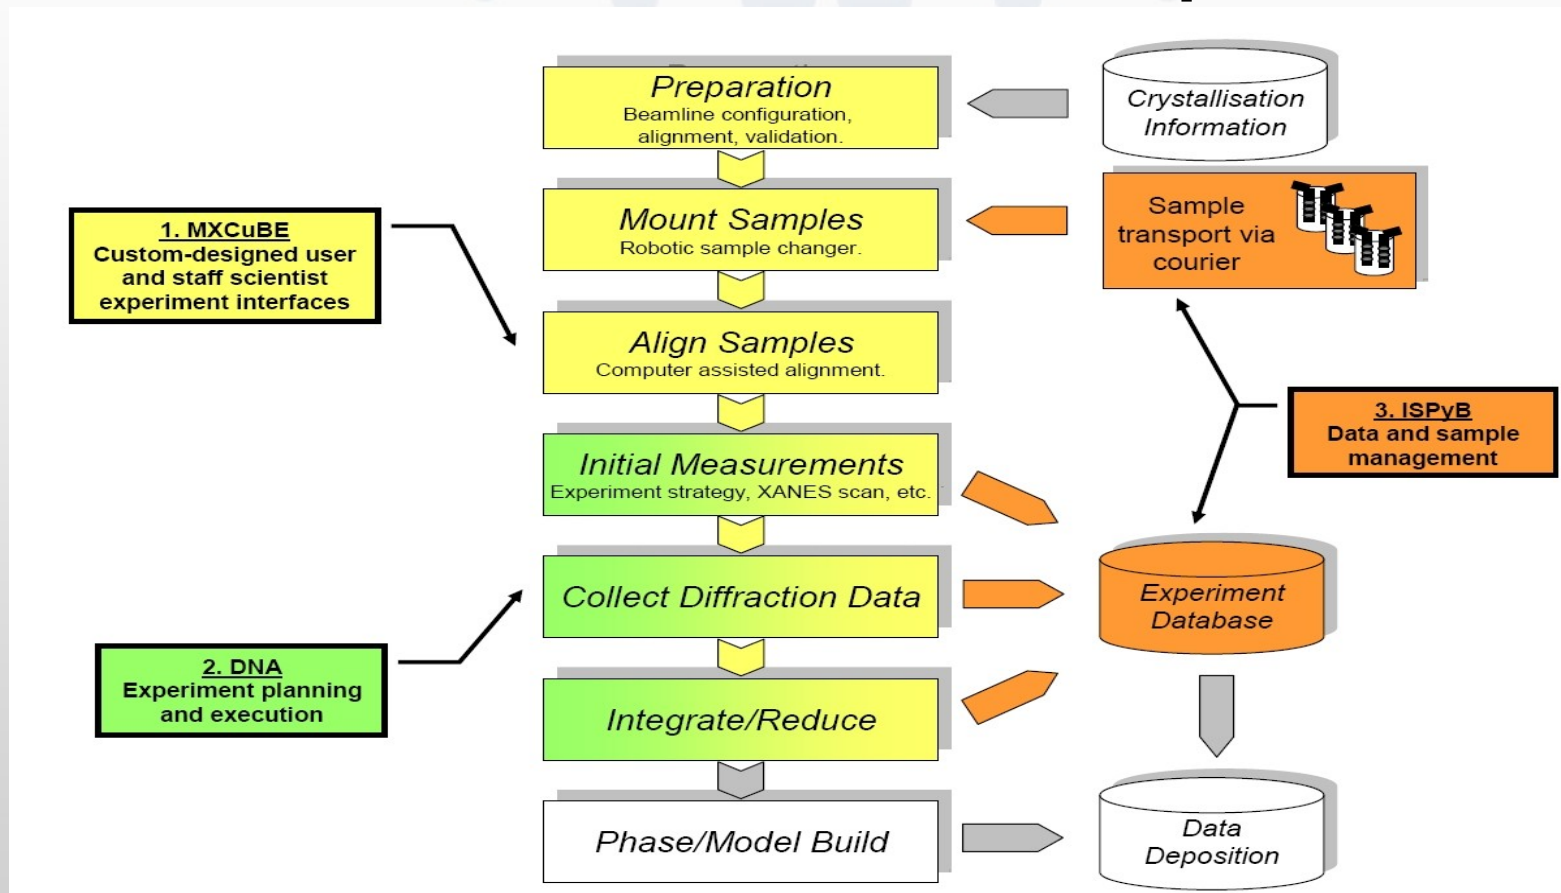 Preparation
Beamline configuration,
alignment, validation.
Crystallisation
Information
Mount Samples
Robotic sample changer.
Sample
transport via
courier
1. MXCuBE
Custom-designed user
and staff scientist
experiment interfaces
Align Samples
Computer assisted alignment.
3. ISPyB
Data and sample
management
Initial Measurements
Experiment strategy, XANES scan, etc.
Collect Diffraction Data
Experiment
Database
2. DNA
Experiment planning
and execution
Integrate/Reduce
Phase/Model Build
Data
Deposition